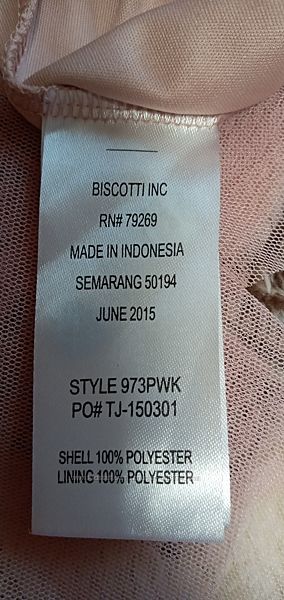 BISCOTTI INC
RN# 79269
MADE IN INDONESIA
SEMARANG 50194
JUNE 2015
STYLE 973PWK
PO# TJ-150301
SHELL 100% POLYESTER
LINING 100% POLYESTER